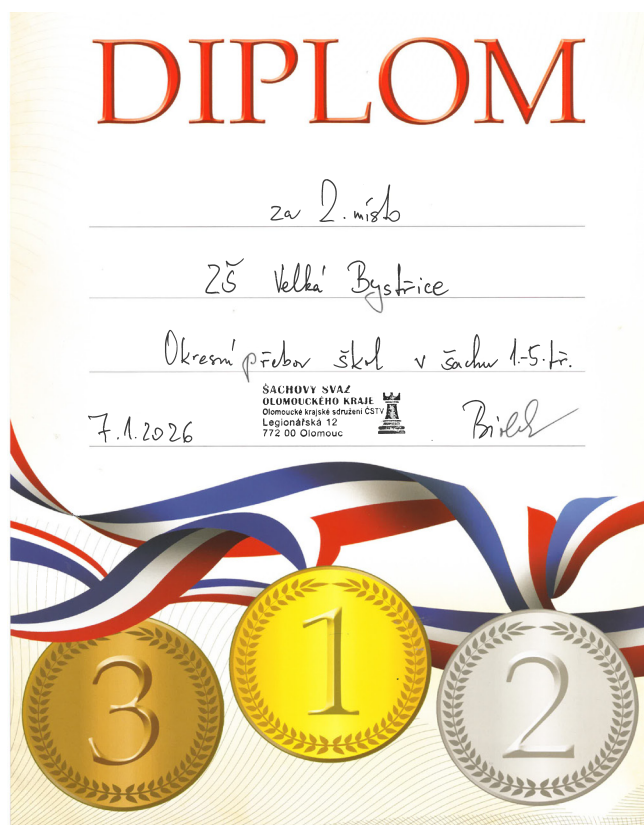 DIPLOM
za 2. místo
ZŠ Velká Bystřice
Okresní přebor škol v šachu 1.-5. tř.
ŠACHOVÝ SVAZ
OLOMOUCKÉHO KRAJE
Olomoucké krajské sdružení ČSTV
Legionářská 12
772 00 Olomouc
7.1.2026
3
1
2